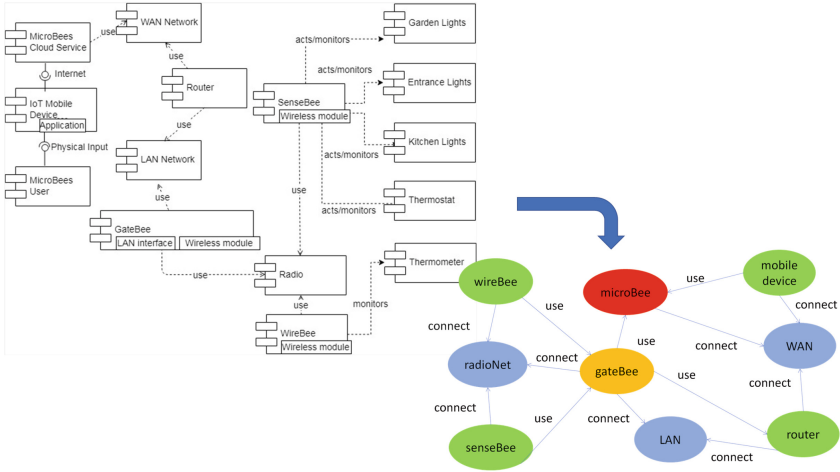 MicroBees
Cloud Service
use
WAN Network
Internet
use
Router
IoT Mobile
Device
Application
use
Physical Input
LAN Network
MicroBees
User
use
GateBee
LAN interface
Wireless module
use
Radio
use
WireBee
Wireless module
monitors
SenseBee
Wireless module
use
acts/monitors
Garden Lights
acts/monitors
Entrance Lights
acts/monitors
Kitchen Lights
acts/monitors
Thermostat
Thermometer
wireBee
use
microBee
use
mobile
device
connect
connect
radioNet
connect
gateBee
use
connect
WAN
connect
use
connect
use
connect
senseBee
LAN
connect
router